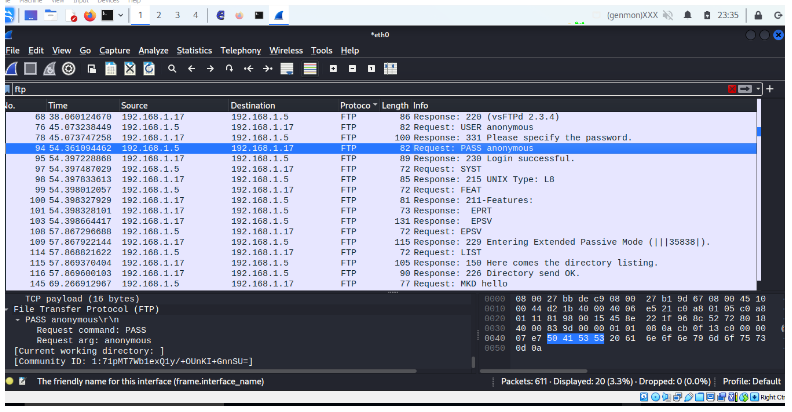 Machine View Input Devices Help
1 2 3 4 (genmon)XXX 23:35
*eth0
File Edit View Go Capture Analyze Statistics Telephony Wireless Tools Help
ftp
No. Time Source Destination Protoco Length Info
68 38.060124670 192.168.1.17 192.168.1.5 FTP 86 Response: 220 (vsFTPd 2.3.4)
76 45.073238449 192.168.1.5 192.168.1.17 FTP 82 Request: USER anonymous
78 45.073747258 192.168.1.17 192.168.1.5 FTP 100 Response: 331 Please specify the password.
94 54.361094462 192.168.1.5 192.168.1.17 FTP 82 Request: PASS anonymous
95 54.397228868 192.168.1.17 192.168.1.5 FTP 89 Response: 230 Login successful.
97 54.397487029 192.168.1.5 192.168.1.17 FTP 72 Request: SYST
98 54.397833613 192.168.1.17 192.168.1.5 FTP 85 Response: 215 UNIX Type: L8
99 54.398012057 192.168.1.5 192.168.1.17 FTP 72 Request: FEAT
100 54.398327929 192.168.1.17 192.168.1.5 FTP 81 Response: 211-Features:
101 54.398328101 192.168.1.17 192.168.1.5 FTP 73 Response: EPRT
103 54.398664417 192.168.1.17 192.168.1.5 FTP 131 Response: EPSV
108 57.867296688 192.168.1.5 192.168.1.17 FTP 72 Request: EPSV
109 57.867922144 192.168.1.17 192.168.1.5 FTP 115 Response: 229 Entering Extended Passive Mode (|||35838|).
114 57.868821622 192.168.1.5 192.168.1.17 FTP 72 Request: LIST
115 57.869370404 192.168.1.17 192.168.1.5 FTP 105 Response: 150 Here comes the directory listing.
116 57.869600103 192.168.1.17 192.168.1.5 FTP 90 Response: 226 Directory send OK.
145 69.266912967 192.168.1.5 192.168.1.17 FTP 77 Request: MKD hello
TCP payload (16 bytes)
File Transfer Protocol (FTP)
PASS anonymous\r\n
Request command: PASS
Request arg: anonymous
[Current working directory: ]
[Community ID: 1:71pMT7Wb1exQ1y/+OUnKI+GnnSU=]
0000 08 00 27 bb de c9 08 00 27 b1 9d 67 08 00 45 10
0010 00 44 d2 1b 40 00 40 06 e5 21 c0 a8 01 05 c0 a8
0020 01 11 81 98 00 15 45 8e 22 1f 96 8c 52 72 80 18
0030 40 00 83 9d 00 00 01 01 08 0a cb 0f 13 c0 00 00
0040 07 e7 50 41 53 53 20 61 6e 6f 6e 79 6d 6f 75 73
0050 0d 0a
The friendly name for this interface (frame.interface_name) Packets: 611 · Displayed: 20 (3.3%) · Dropped: 0 (0.0%) Profile: Default
Right Ctrl